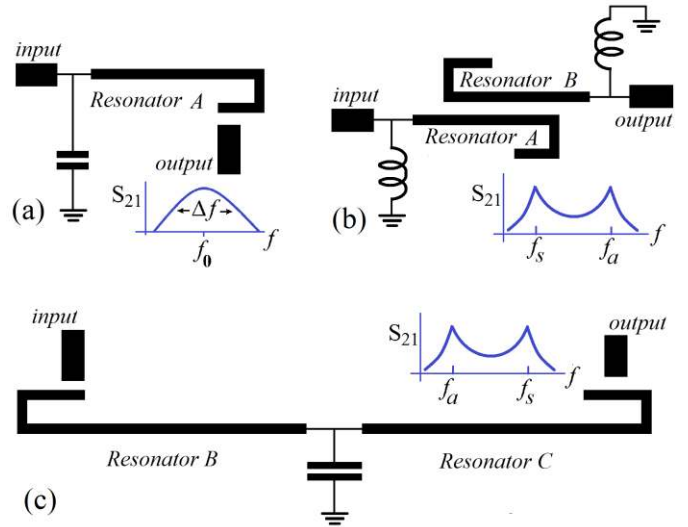 input
Resonator A
output
(a)
S21
Δf
f0
f
Resonator B
input
output
Resonator A
(b)
S21
fs
fa
f
input
output
S21
fa
fs
f
Resonator B
Resonator C
(c)